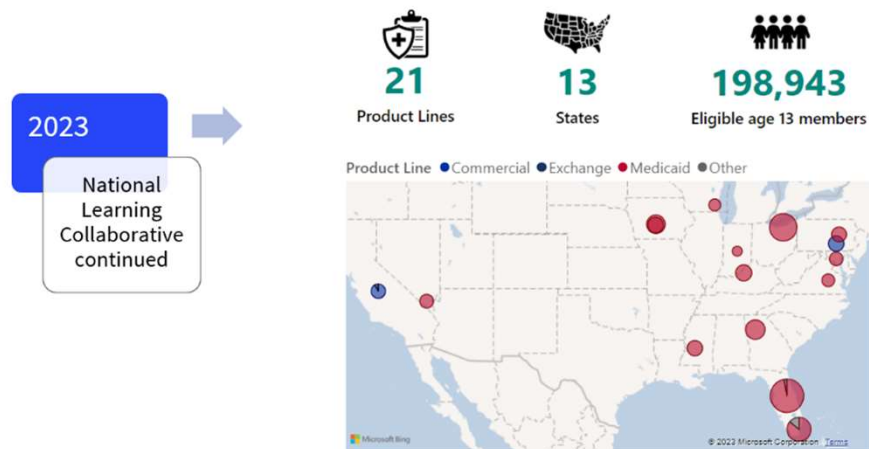 2023
National
Learning
Collaborative
continued
21
Product Lines
13
States
198,943
Eligible age 13 members
Product Line Commercial Exchange Medicaid Other
Microsoft Bing
© 2023 Microsoft Corporation Terms